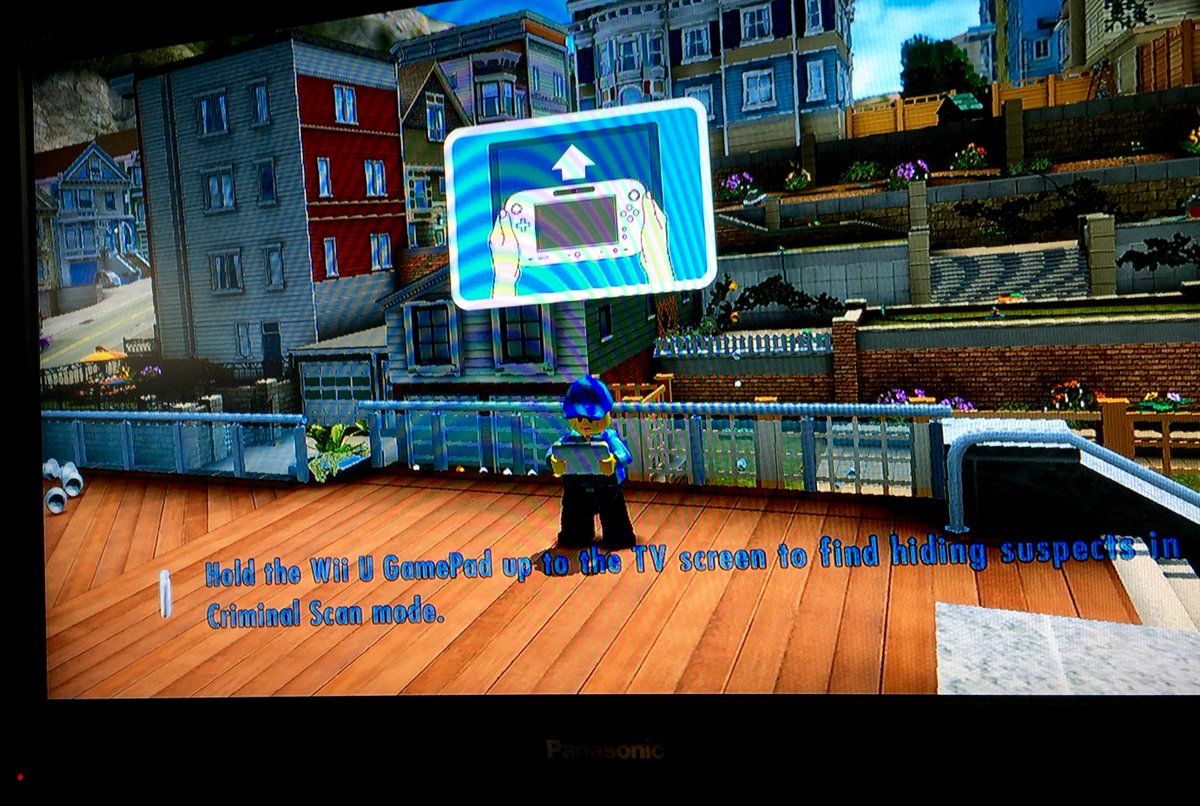 Hold the Wii U GamePad up to the TV screen to find hiding suspects in
Criminal Scan mode.
Panasonic